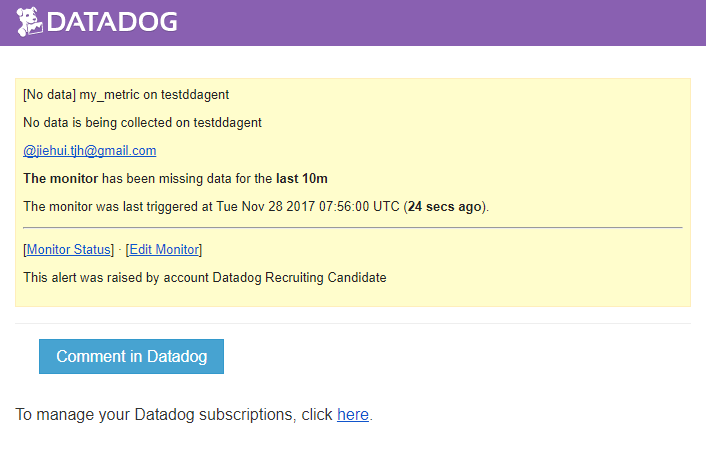 DATADOG
[No data] my_metric on testddagent
No data is being collected on testddagent
@jiehui.tjh@gmail.com
The monitor has been missing data for the last 10m
The monitor was last triggered at Tue Nov 28 2017 07:56:00 UTC (24 secs ago).
[Monitor Status] · [Edit Monitor]
This alert was raised by account Datadog Recruiting Candidate
Comment in Datadog
To manage your Datadog subscriptions, click here.